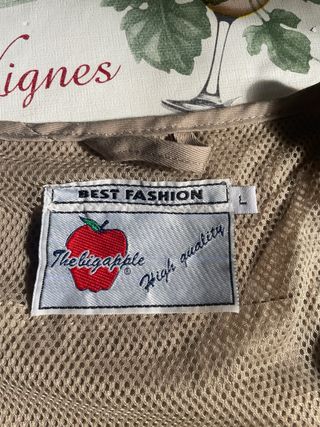 Vignes
BEST FASHION
L
Thebigapple®
High quality